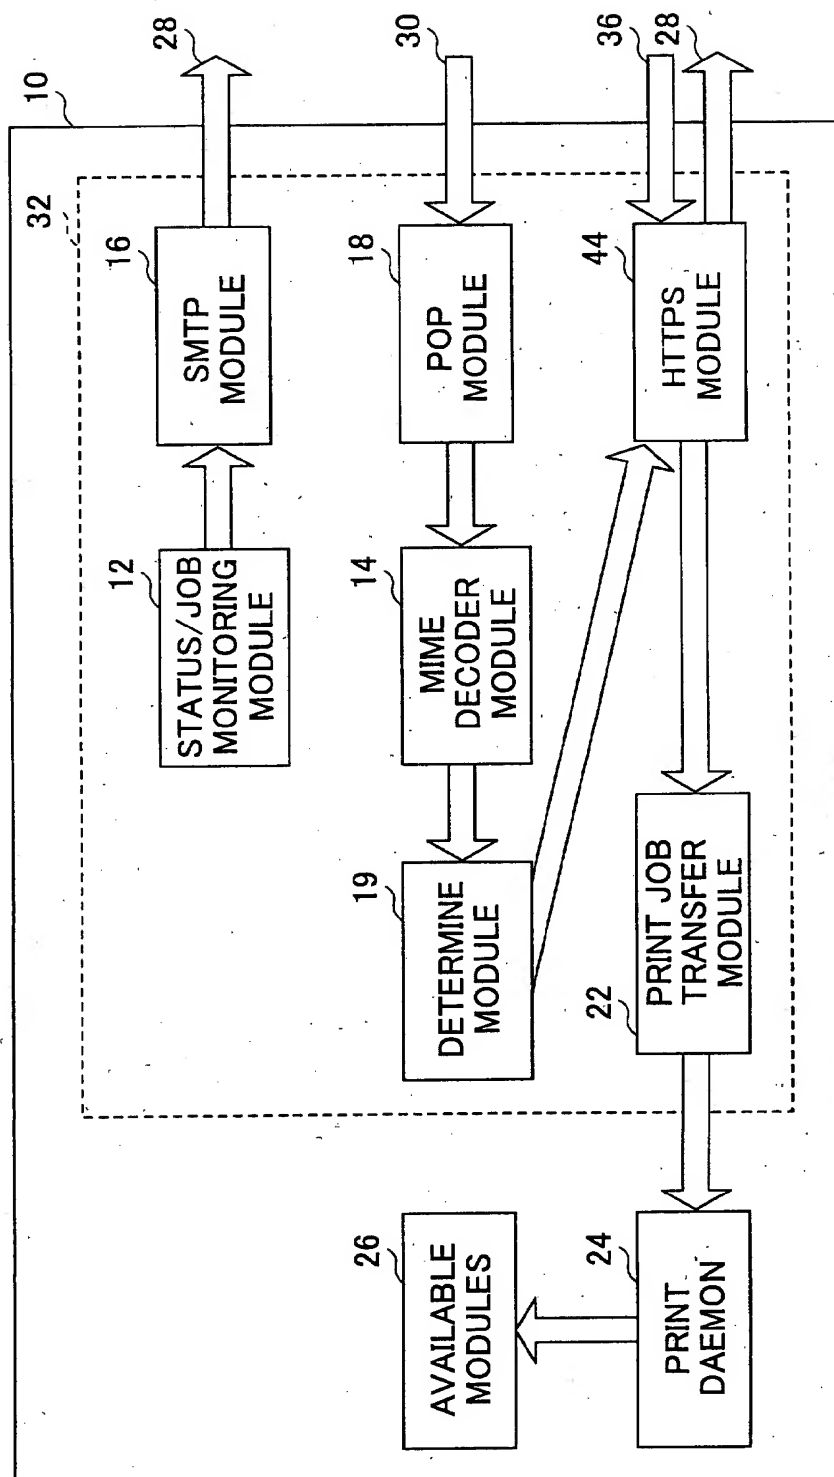 10
32
28
16
SMTP
MODULE
12
STATUS/JOB
MONITORING
MODULE
30
18
POP
MODULE
14
MIME
DECODER
MODULE
19
DETERMINE
MODULE
26
AVAILABLE
MODULES
36
28
44
HTTPS
MODULE
22
PRINT JOB
TRANSFER
MODULE
24
PRINT
DAEMON